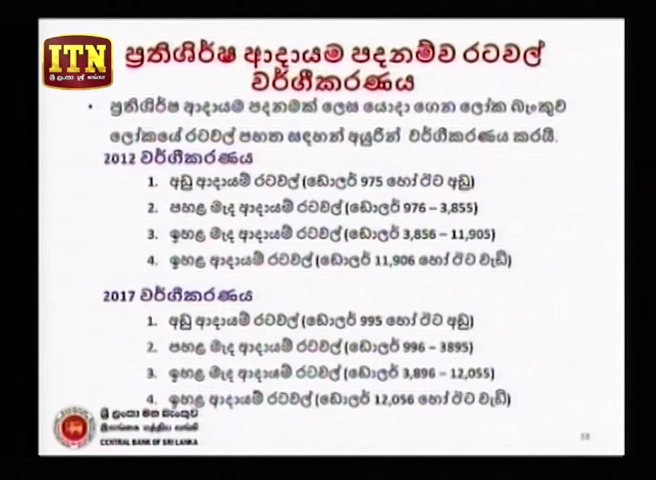 ITN
ශ්‍රී ලංකා මුල් නාලිකාව
ප්‍රතිශීර්ෂ ආදායම පදනම්ව රටවල්
වර්ගීකරණය
• ප්‍රතිශීර්ෂ ආදායම පදනමක් ලෙස යොදා ගෙන ලෝක බැංකුව
ලෝකයේ රටවල් පහත සඳහන් අයුරින් වර්ගීකරණය කරයි.
2012 වර්ගීකරණය
1. අඩු ආදායම් රටවල් (ඩොලර් 975 හෝ ඊට අඩු)
2. පහළ මැද ආදායම් රටවල් (ඩොලර් 976 – 3,855)
3. ඉහළ මැද ආදායම් රටවල් (ඩොලර් 3,856 – 11,905)
4. ඉහළ ආදායම් රටවල් (ඩොලර් 11,906 හෝ ඊට වැඩි)
2017 වර්ගීකරණය
1. අඩු ආදායම් රටවල් (ඩොලර් 995 හෝ ඊට අඩු)
2. පහළ මැද ආදායම් රටවල් (ඩොලර් 996 – 3895)
3. ඉහළ මැද ආදායම් රටවල් (ඩොලර් 3,896 – 12,055)
4. ඉහළ ආදායම් රටවල් (ඩොලර් 12,056 හෝ ඊට වැඩි)
ශ්‍රී ලංකා මහ බැංකුව
இலங்கை மத்திய வங்கி
CENTRAL BANK OF SRI LANKA